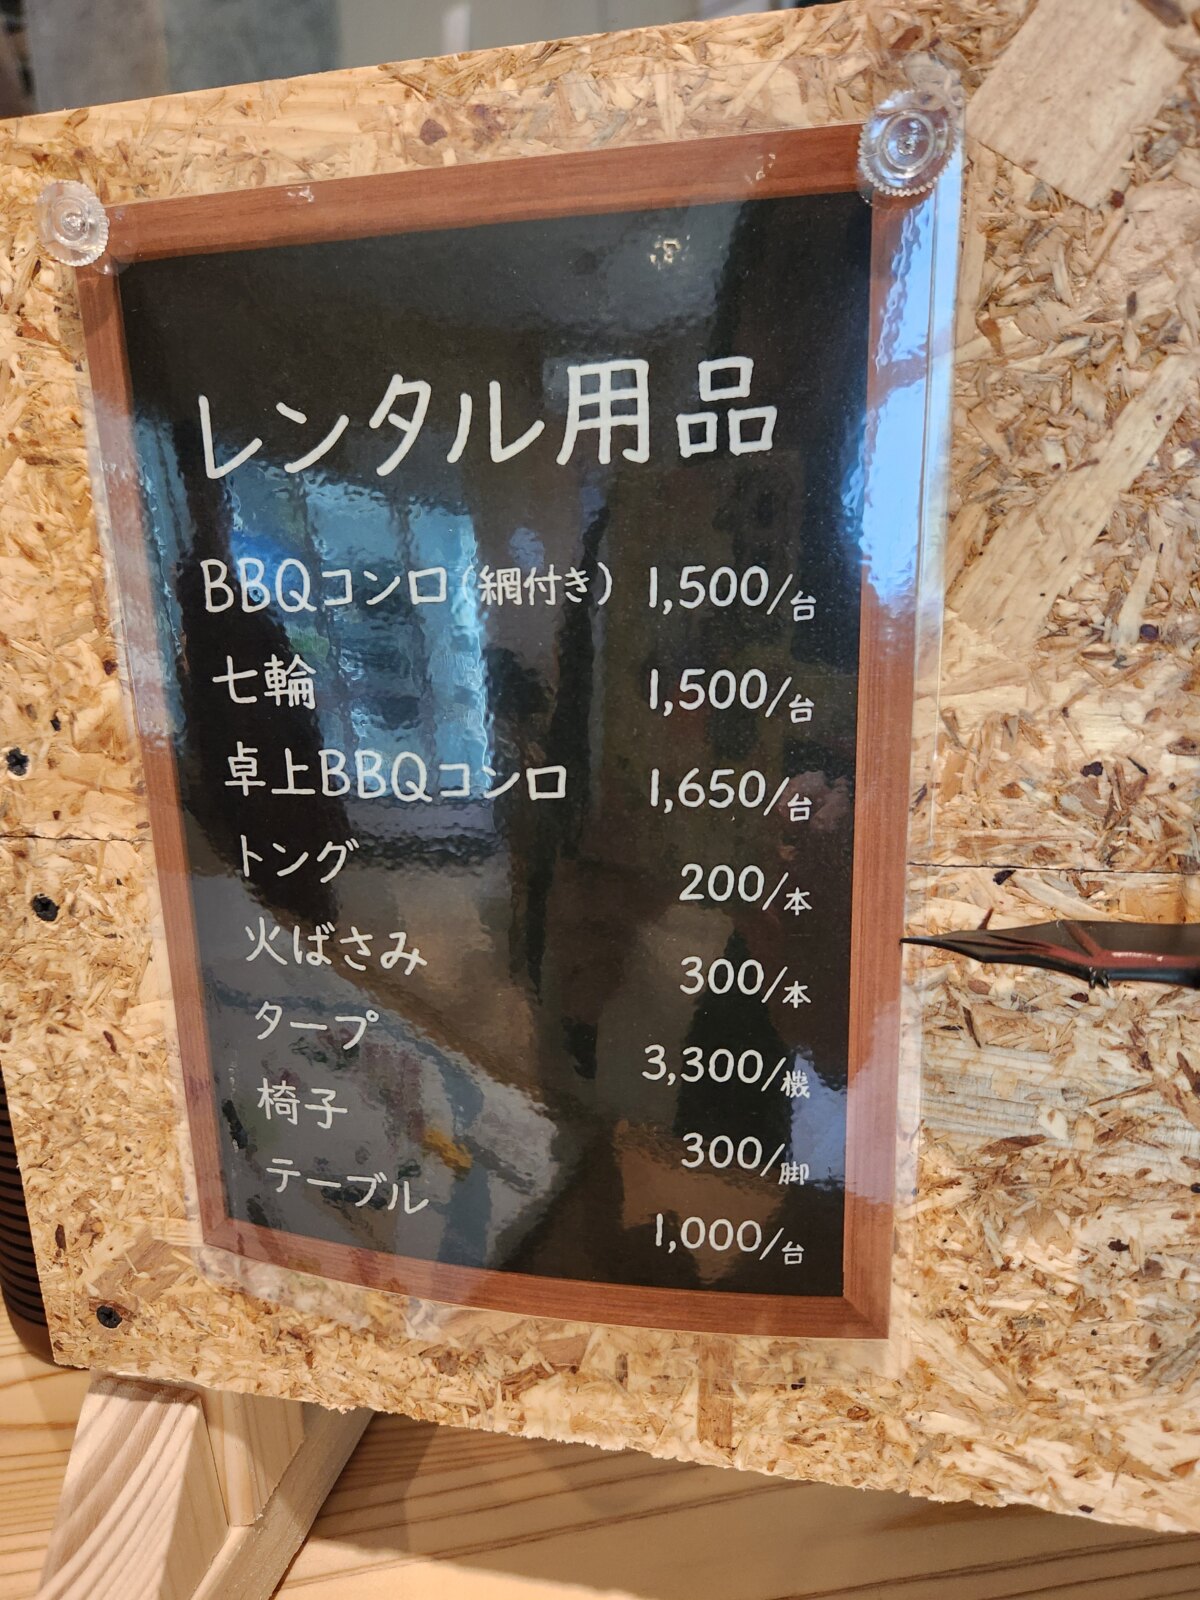 レンタル用品
BBQコンロ(網付き) 1,500/台
七輪 1,500/台
卓上BBQコンロ 1,650/台
トング 200/本
火ばさみ 300/本
タープ 3,300/機
椅子 300/脚
テーブル 1,000/台